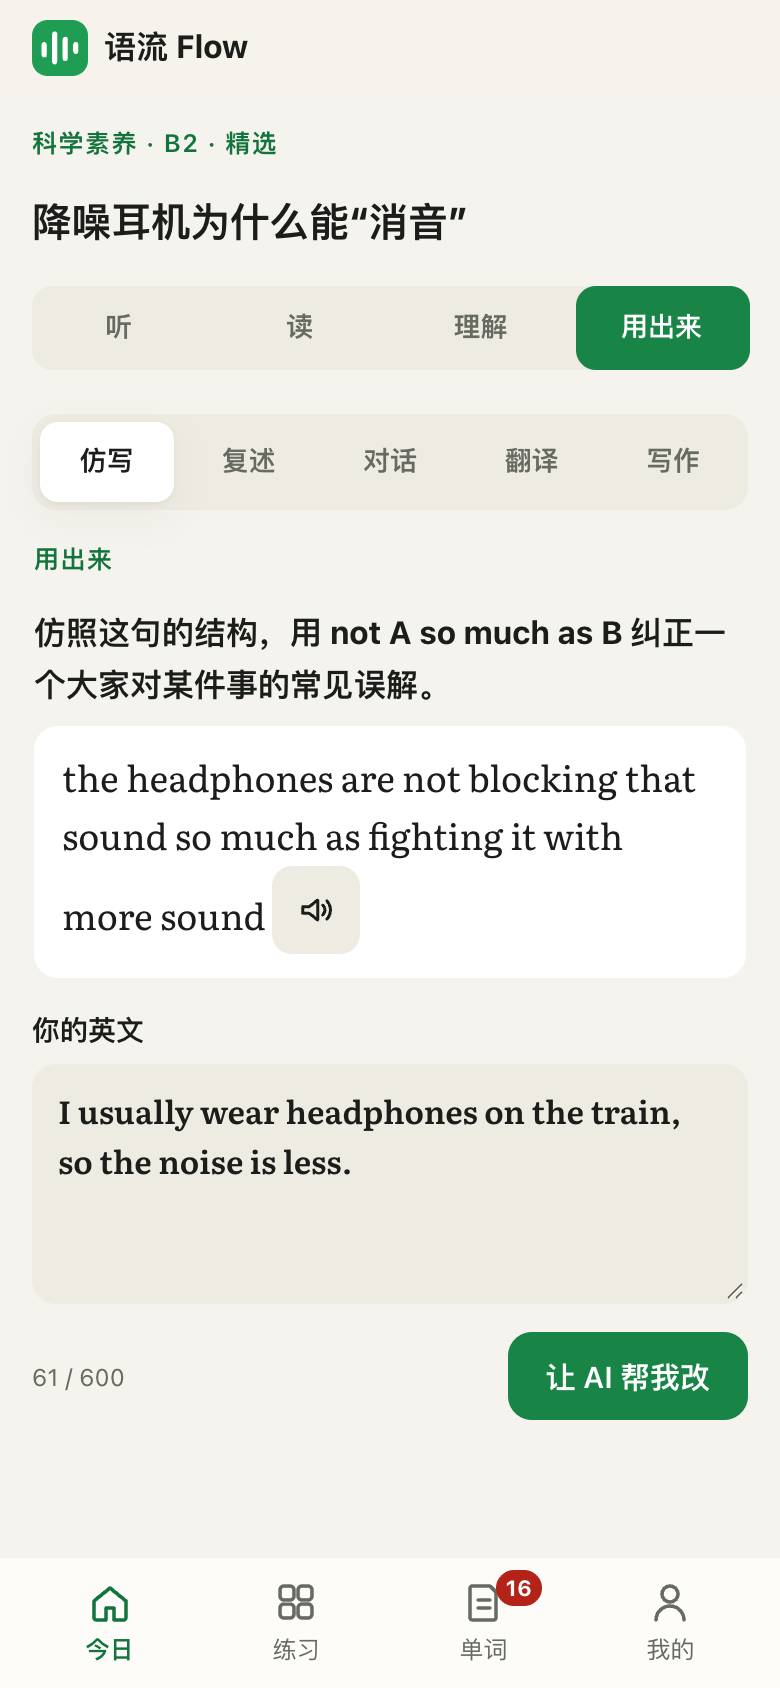 语流 Flow
科学素养 · B2 · 精选
降噪耳机为什么能“消音”
听 读 理解 用出来
仿写 复述 对话 翻译 写作
用出来
仿照这句的结构，用 not A so much as B 纠正一
个大家对某件事的常见误解。
the headphones are not blocking that
sound so much as fighting it with
more sound
你的英文
I usually wear headphones on the train,
so the noise is less.
61 / 600
让 AI 帮我改
16
今日 练习 单词 我的